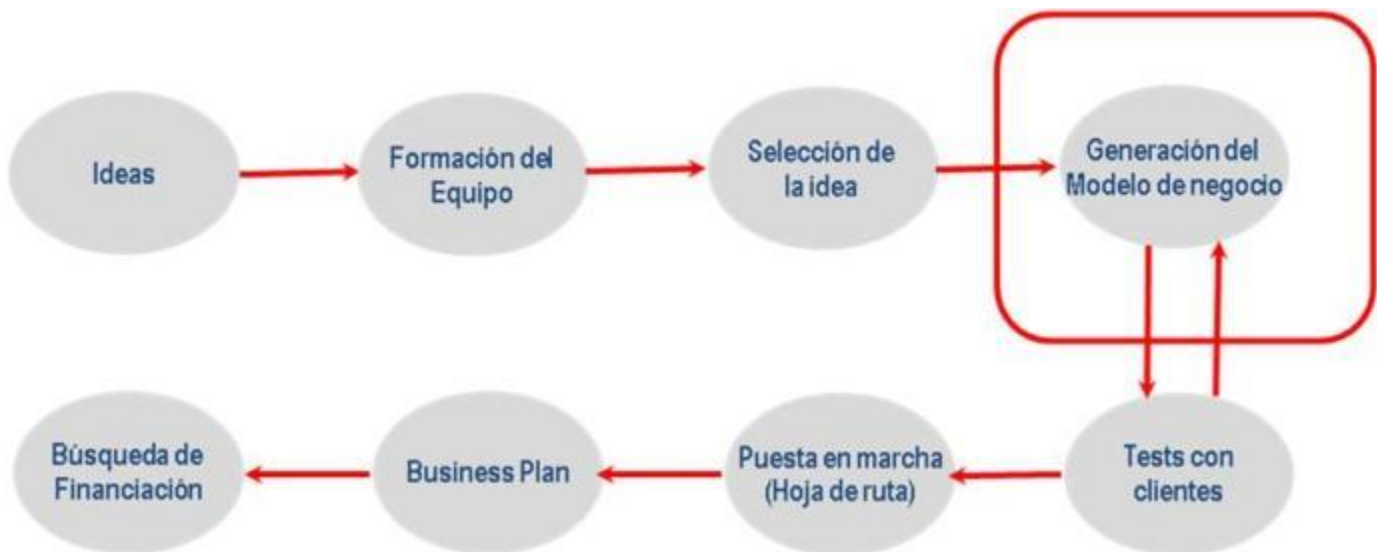 Ideas
Formación del
Equipo
Selección de
la idea
Generación del
Modelo de negocio
Búsqueda de
Financiación
Business Plan
Puesta en marcha
(Hoja de ruta)
Tests con
clientes